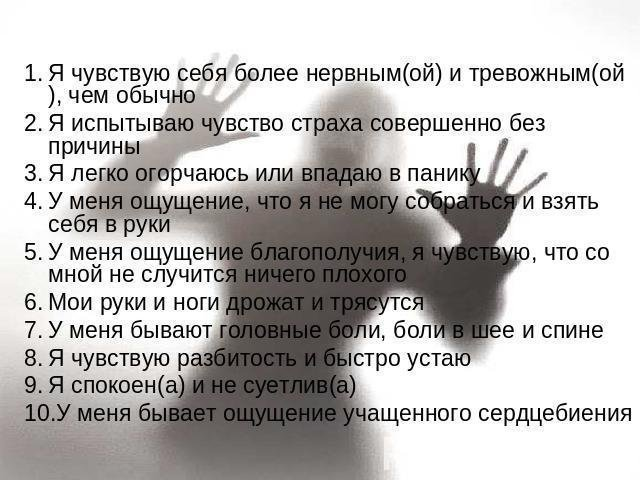 1. Я чувствую себя более нервным(ой) и тревожным(ой
), чем обычно
2. Я испытываю чувство страха совершенно без
причины
3. Я легко огорчаюсь или впадаю в панику
4. У меня ощущение, что я не могу собраться и взять
себя в руки
5. У меня ощущение благополучия, я чувствую, что со
мной не случится ничего плохого
6. Мои руки и ноги дрожат и трясутся
7. У меня бывают головные боли, боли в шее и спине
8. Я чувствую разбитость и быстро устаю
9. Я спокоен(а) и не суетлив(а)
10.У меня бывает ощущение учащенного сердцебиения